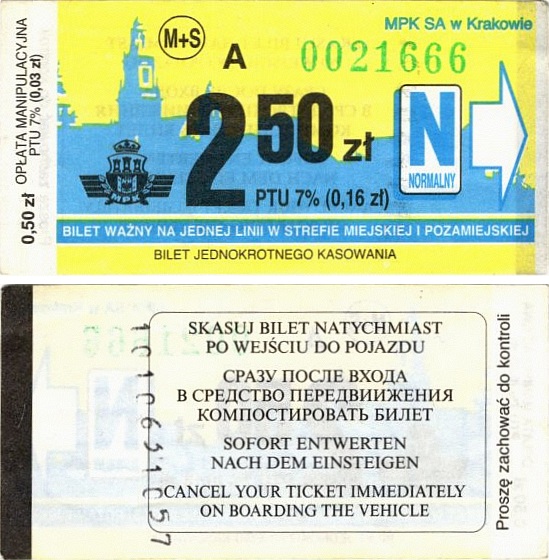 OPŁATA MANIPULACYJNA
PTU 7% (0,03 zł)
0,50 zł
M+S
A
MPK SA w Krakowie
0021666
2 50 zł
PTU 7% (0,16 zł)
N
NORMALNY
BILET WAŻNY NA JEDNEJ LINII W STREFIE MIEJSKIEJ I POZAMIEJSKIEJ
BILET JEDNOKROTNEGO KASOWANIA
SKASUJ BILET NATYCHMIAST
PO WEJŚCIU DO POJAZDU
СРАЗУ ПОСЛЕ ВХОДА
В СРЕДСТВО ПЕРЕДВИИЖЕНИЯ
КОМПОСТИРОВАТЬ БИЛЕТ
SOFORT ENTWERTEN
NACH DEM EINSTEIGEN
CANCEL YOUR TICKET IMMEDIATELY
ON BOARDING THE VEHICLE
Proszę zachować do kontroli